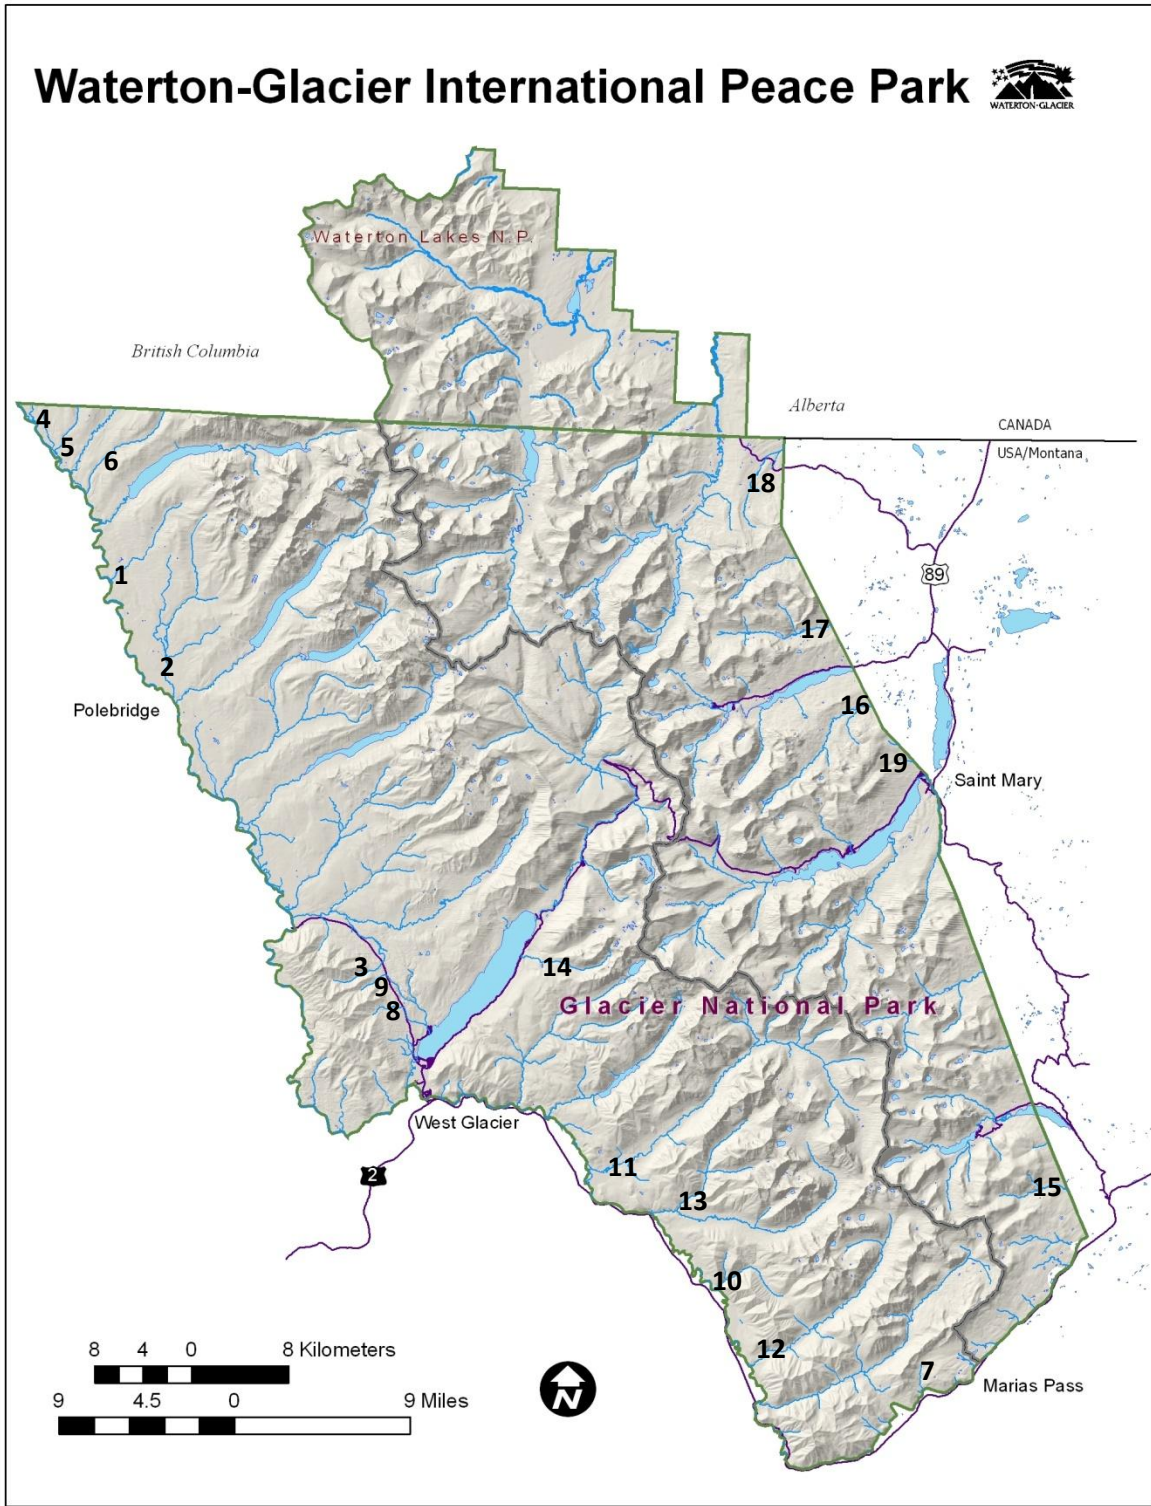 Waterton-Glacier International Peace Park
WATERTON-GLACIER
Waterton Lakes N.P.
British Columbia
Alberta
CANADA
USA/Montana
4
5
6
18
89
1
17
2
16
Polebridge
19
Saint Mary
3
14
9
8
Glacier National Park
West Glacier
2
11
13
15
10
12
7
Marias Pass
8 4 0 8 Kilometers
9 4.5 0 9 Miles
N